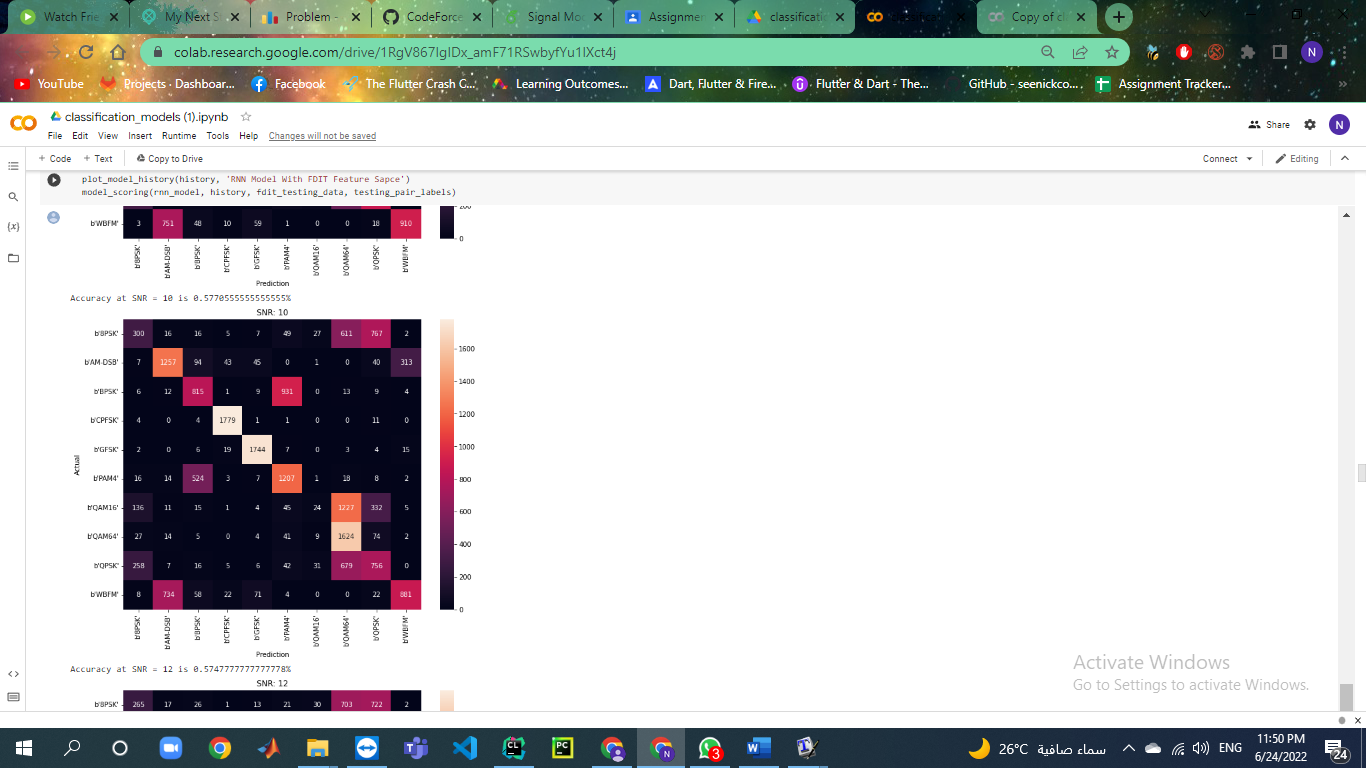 Watch Frie
My Next S
Problem -
CodeForce
Signal Mo
Assignmen
classificatio
Copy of cl
colab.research.google.com/drive/1RgV867IgIDx_amF71RSwbyfYu1IXct4j
N
YouTube
Projects · Dashboar...
Facebook
The Flutter Crash C...
Learning Outcomes...
Dart, Flutter & Fire...
Flutter & Dart - The...
GitHub - seenickco...
Assignment Tracker...
»
classification_models (1).ipynb
File Edit View Insert Runtime Tools Help Changes will not be saved
Share
N
+ Code + Text Copy to Drive
Connect
Editing
plot_model_history(history, 'RNN Model With FDIT Feature Sapce')
model_scoring(rnn_model, history, fdit_testing_data, testing_pair_labels)
200
b'WBFM' 3 751 48 10 59 1 0 0 18 910
0
b'8PSK' b'AM-DSB' b'BPSK' b'CPFSK' b'GFSK' b'PAM4' b'QAM16' b'QAM64' b'QPSK' b'WBFM'
Prediction
Accuracy at SNR = 10 is 0.5770555555555555%
SNR: 10
b'8PSK' 300 16 16 5 7 49 27 611 767 2
b'AM-DSB' 7 1257 94 43 45 0 1 0 40 313
b'BPSK' 6 12 815 1 9 931 0 13 9 4
b'CPFSK' 4 0 4 1779 1 1 0 0 11 0
b'GFSK' 2 0 6 19 1744 7 0 3 4 15
b'PAM4' 16 14 524 3 7 1207 1 18 8 2
b'QAM16' 136 11 15 1 4 45 24 1227 332 5
b'QAM64' 27 14 5 0 4 41 9 1624 74 2
b'QPSK' 258 7 16 5 6 42 31 679 756 0
b'WBFM' 8 734 58 22 71 4 0 0 22 881
Actual
1600
1400
1200
1000
800
600
400
200
0
b'8PSK' b'AM-DSB' b'BPSK' b'CPFSK' b'GFSK' b'PAM4' b'QAM16' b'QAM64' b'QPSK' b'WBFM'
Prediction
Accuracy at SNR = 12 is 0.5747777777777778%
SNR: 12
b'8PSK' 265 17 26 1 13 21 30 703 722 2
Activate Windows
Go to Settings to activate Windows.
26°C سماء صافية
ENG
11:50 PM
6/24/2022
24
3
CL
PC
N
{x}
<>